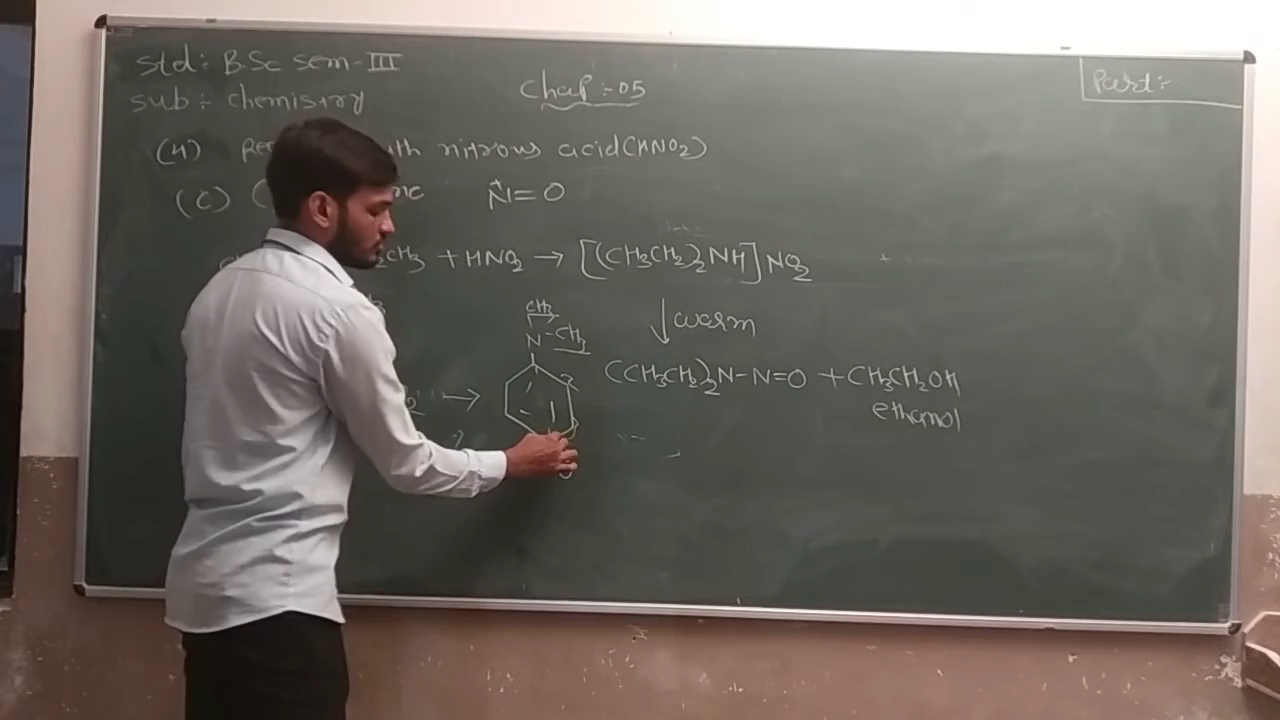 Std:- B.Sc sem-III
Chap:-05
Part:-
Sub:- Chemistry
(4) nitrous acid (HNO2)
(C) N⁺=O
CH3 + HNO2 → [(CH3CH2)2NH]NO2
↓ warm
CH3
N-CH3
(CH3CH2)2N-N=O + CH3CH2OH
ethanol